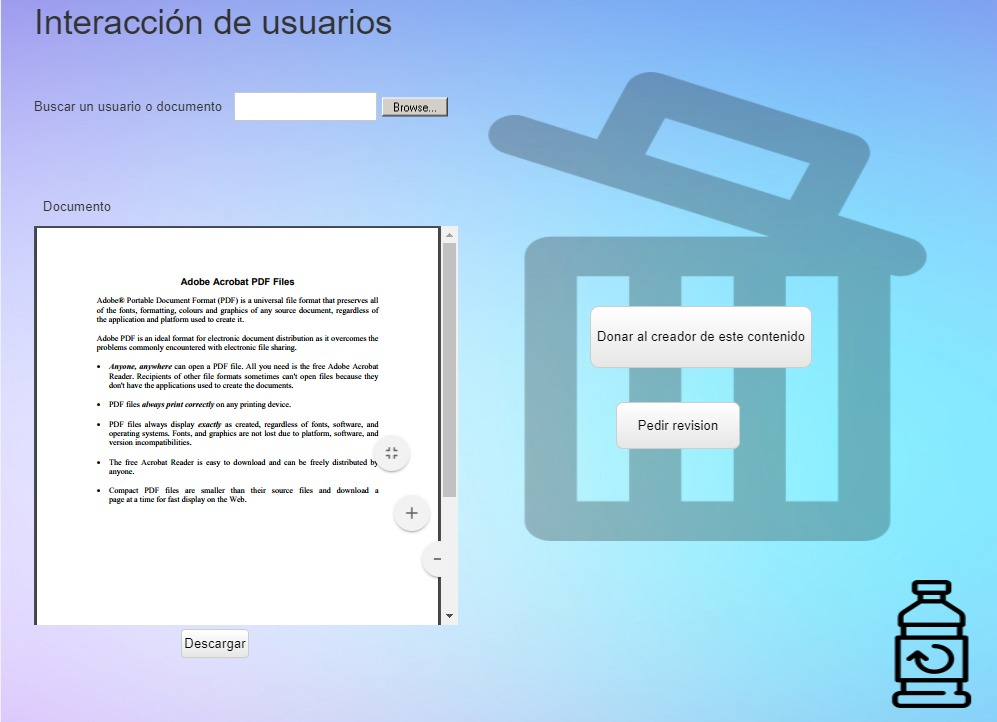 Interacción de usuarios
Buscar un usuario o documento
Browse...
Documento
Adobe Acrobat PDF Files
Adobe® Portable Document Format (PDF) is a universal file format that preserves all
of the fonts, formatting, colours and graphics of any source document, regardless of
the application and platform used to create it.
Adobe PDF is an ideal format for electronic document distribution as it overcomes the
problems commonly encountered with electronic file sharing.
• Anyone, anywhere can open a PDF file. All you need is the free Adobe Acrobat
Reader. Recipients of other file formats sometimes can't open files because they
don't have the applications used to create the documents.
• PDF files always print correctly on any printing device.
• PDF files always display exactly as created, regardless of fonts, software, and
operating systems. Fonts, and graphics are not lost due to platform, software, and
version incompatibilities.
• The free Acrobat Reader is easy to download and can be freely distributed by
anyone.
• Compact PDF files are smaller than their source files and download a
page at a time for fast display on the Web.
Descargar
Donar al creador de este contenido
Pedir revision